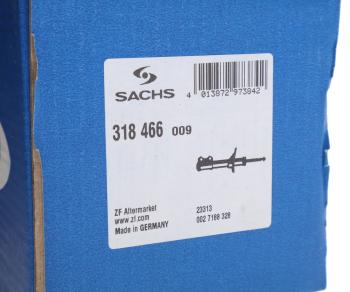 SACHS
4 013872 973842
318 466 009
ZF Aftermarket
www.zf.com
Made in GERMANY
23313
002 7188 328